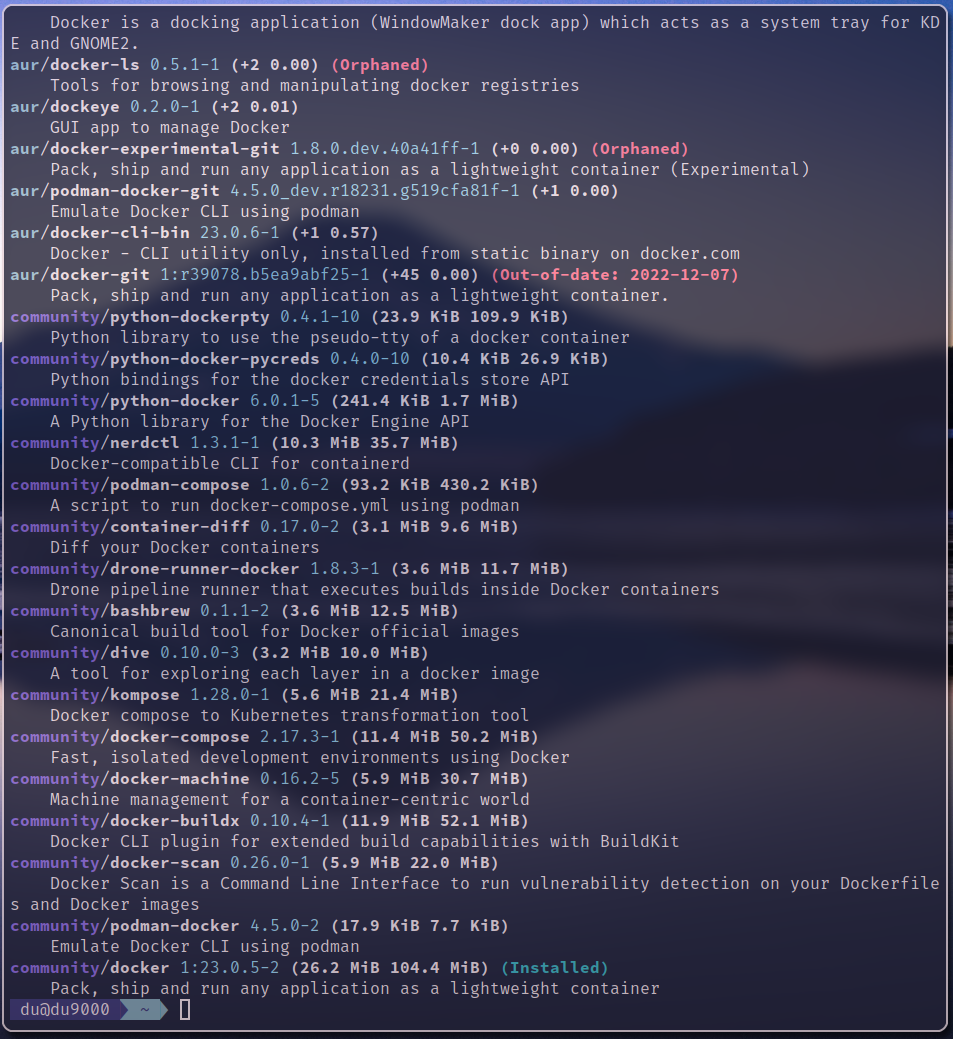 Docker is a docking application (WindowMaker dock app) which acts as a system tray for KD
E and GNOME2.
aur/docker-ls 0.5.1-1 (+2 0.00) (Orphaned)
Tools for browsing and manipulating docker registries
aur/dockeye 0.2.0-1 (+2 0.01)
GUI app to manage Docker
aur/docker-experimental-git 1.8.0.dev.40a41ff-1 (+0 0.00) (Orphaned)
Pack, ship and run any application as a lightweight container (Experimental)
aur/podman-docker-git 4.5.0_dev.r18231.g519cfa81f-1 (+1 0.00)
Emulate Docker CLI using podman
aur/docker-cli-bin 23.0.6-1 (+1 0.57)
Docker - CLI utility only, installed from static binary on docker.com
aur/docker-git 1:r39078.b5ea9abf25-1 (+45 0.00) (Out-of-date: 2022-12-07)
Pack, ship and run any application as a lightweight container.
community/python-dockerpty 0.4.1-10 (23.9 KiB 109.9 KiB)
Python library to use the pseudo-tty of a docker container
community/python-docker-pycreds 0.4.0-10 (10.4 KiB 26.9 KiB)
Python bindings for the docker credentials store API
community/python-docker 6.0.1-5 (241.4 KiB 1.7 MiB)
A Python library for the Docker Engine API
community/nerdctl 1.3.1-1 (10.3 MiB 35.7 MiB)
Docker-compatible CLI for containerd
community/podman-compose 1.0.6-2 (93.2 KiB 430.2 KiB)
A script to run docker-compose.yml using podman
community/container-diff 0.17.0-2 (3.1 MiB 9.6 MiB)
Diff your Docker containers
community/drone-runner-docker 1.8.3-1 (3.6 MiB 11.7 MiB)
Drone pipeline runner that executes builds inside Docker containers
community/bashbrew 0.1.1-2 (3.6 MiB 12.5 MiB)
Canonical build tool for Docker official images
community/dive 0.10.0-3 (3.2 MiB 10.0 MiB)
A tool for exploring each layer in a docker image
community/kompose 1.28.0-1 (5.6 MiB 21.4 MiB)
Docker compose to Kubernetes transformation tool
community/docker-compose 2.17.3-1 (11.4 MiB 50.2 MiB)
Fast, isolated development environments using Docker
community/docker-machine 0.16.2-5 (5.9 MiB 30.7 MiB)
Machine management for a container-centric world
community/docker-buildx 0.10.4-1 (11.9 MiB 52.1 MiB)
Docker CLI plugin for extended build capabilities with BuildKit
community/docker-scan 0.26.0-1 (5.9 MiB 22.0 MiB)
Docker Scan is a Command Line Interface to run vulnerability detection on your Dockerfile
s and Docker images
community/podman-docker 4.5.0-2 (17.9 KiB 7.7 KiB)
Emulate Docker CLI using podman
community/docker 1:23.0.5-2 (26.2 MiB 104.4 MiB) (Installed)
Pack, ship and run any application as a lightweight container
du@du9000 ~